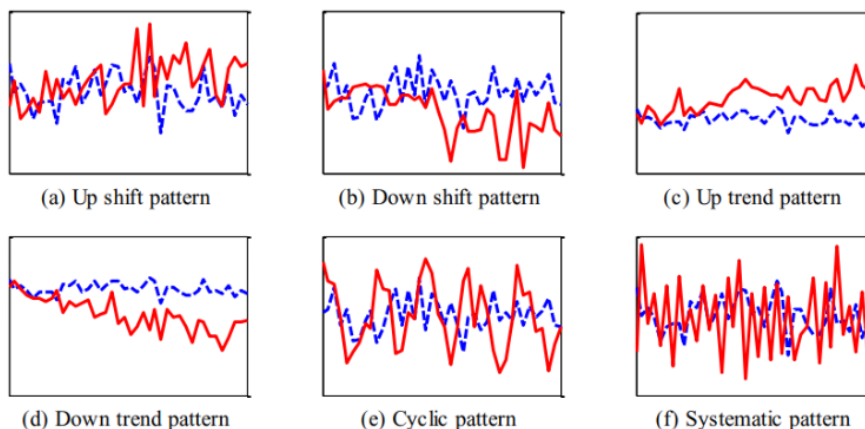 (a) Up shift pattern
(b) Down shift pattern
(c) Up trend pattern
(d) Down trend pattern
(e) Cyclic pattern
(f) Systematic pattern